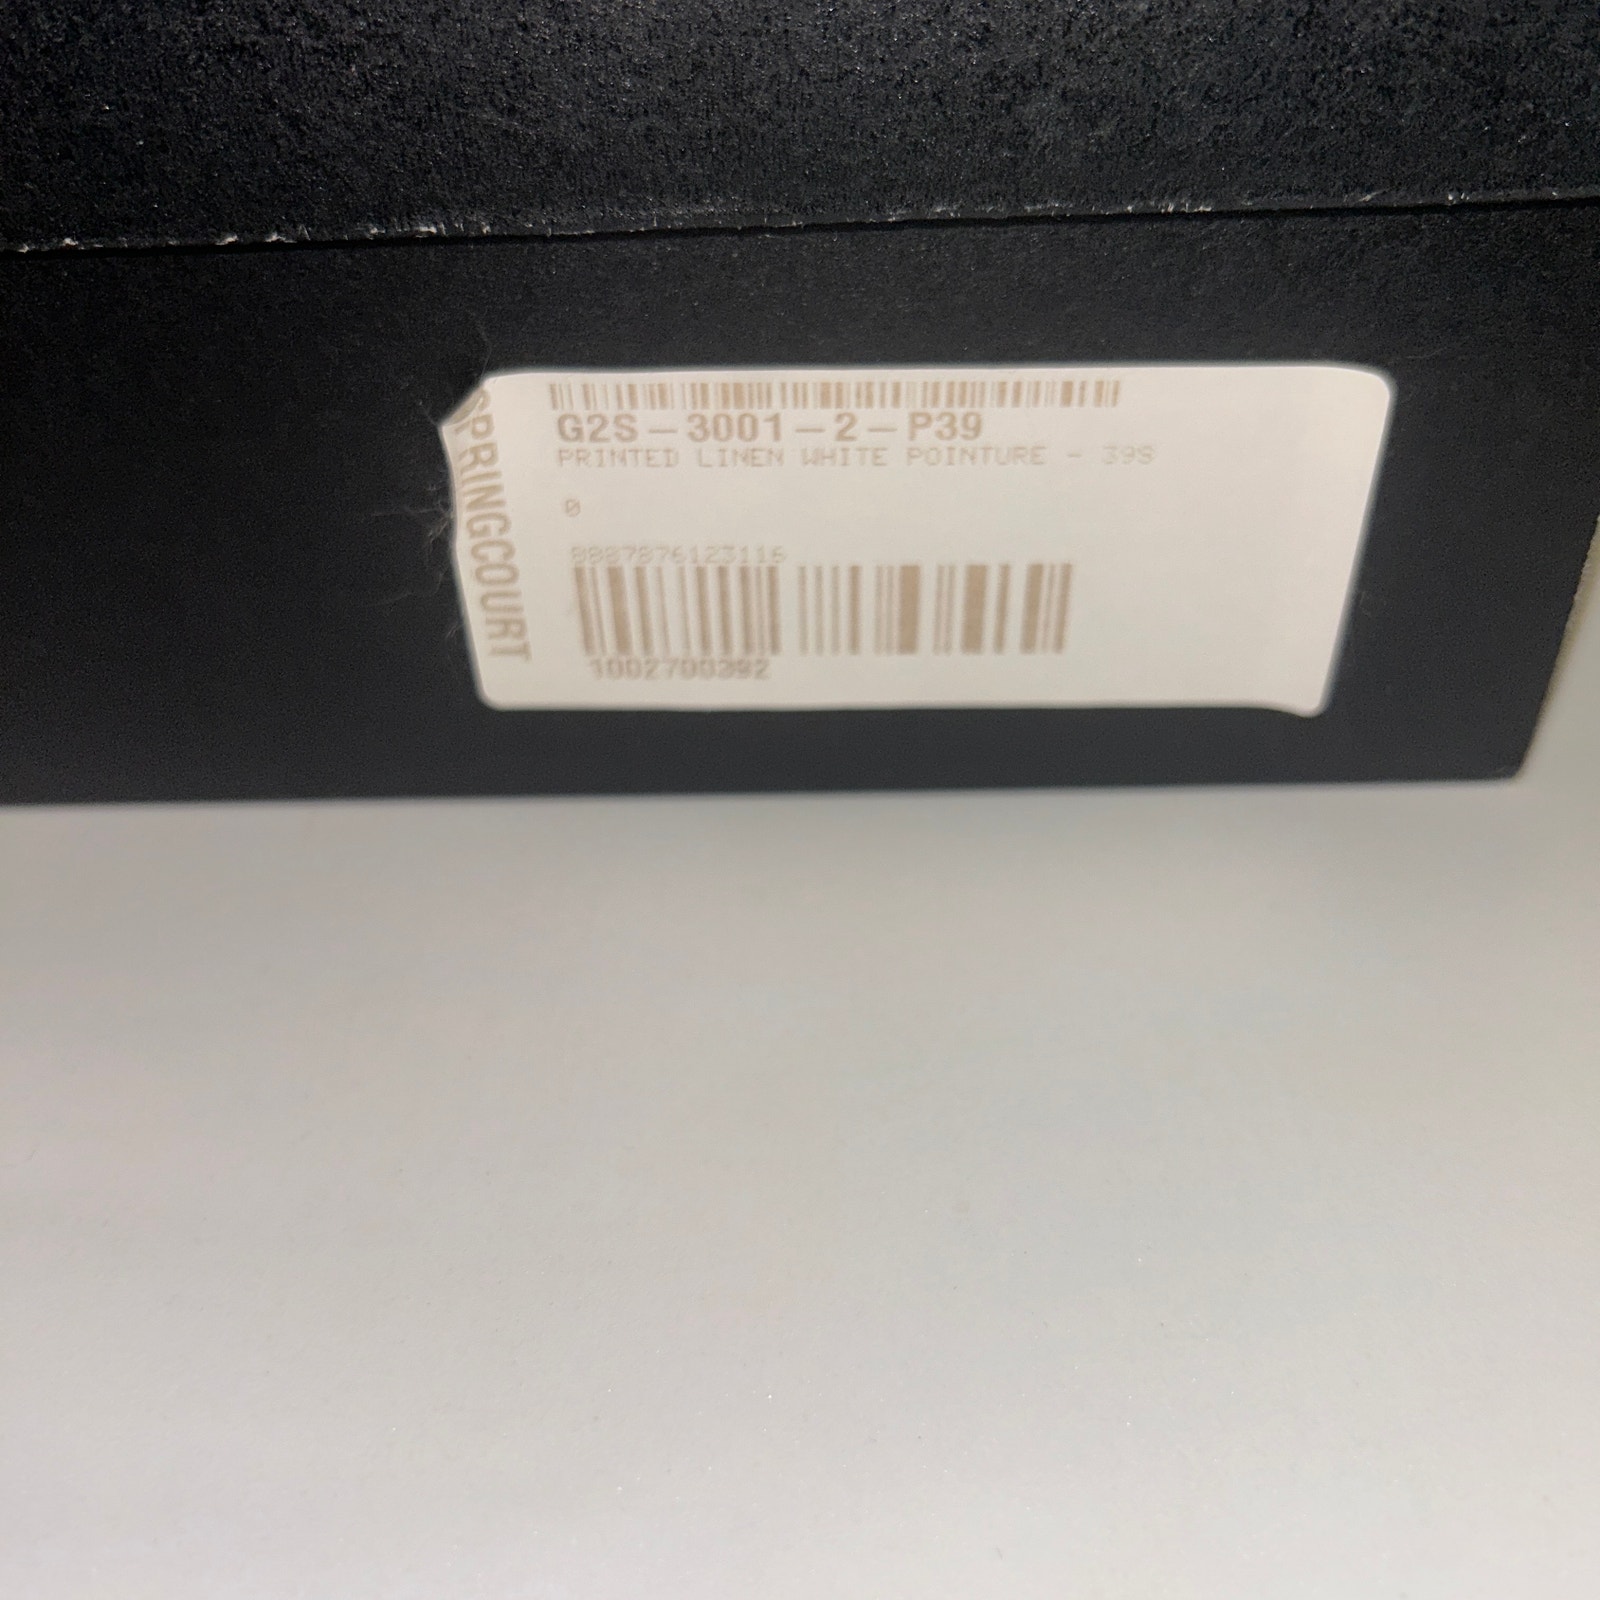 SPRINGCOURT
G2S-3001-2-P39
PRINTED LINEN WHITE POINTURE - 39S
0
8887876123116
1002700392